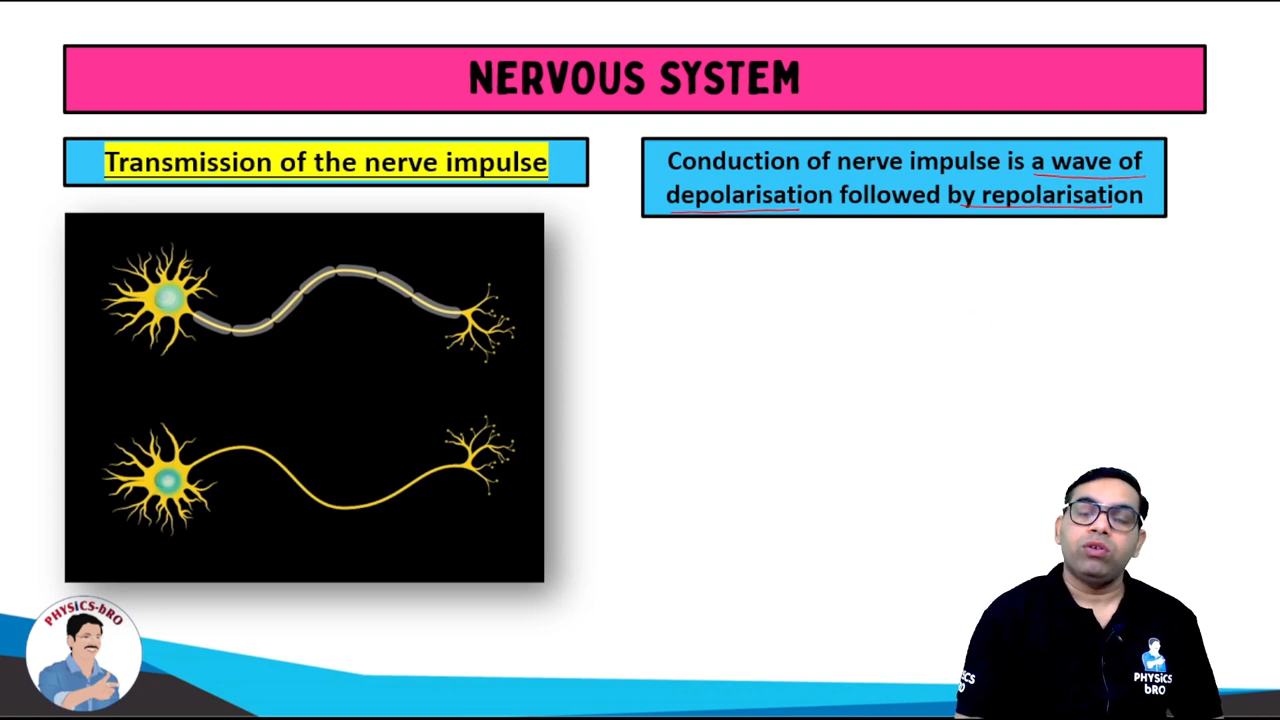 NERVOUS SYSTEM
Transmission of the nerve impulse
Conduction of nerve impulse is a wave of
depolarisation followed by repolarisation
PHYSICS-bRO
PHYSiCS
bRO